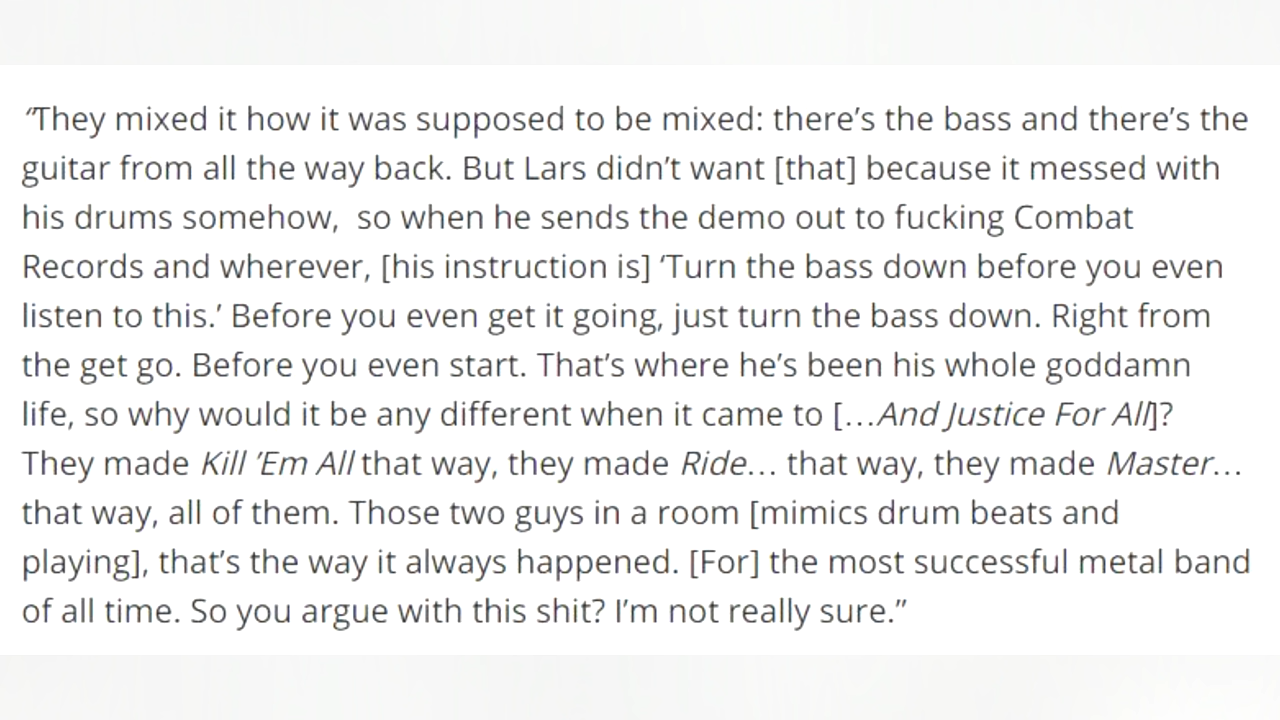 “They mixed it how it was supposed to be mixed: there’s the bass and there’s the
guitar from all the way back. But Lars didn’t want [that] because it messed with
his drums somehow,  so when he sends the demo out to fucking Combat
Records and wherever, [his instruction is] ‘Turn the bass down before you even
listen to this.’ Before you even get it going, just turn the bass down. Right from
the get go. Before you even start. That’s where he’s been his whole goddamn
life, so why would it be any different when it came to […And Justice For All]?
They made Kill ’Em All that way, they made Ride… that way, they made Master…
that way, all of them. Those two guys in a room [mimics drum beats and
playing], that’s the way it always happened. [For] the most successful metal band
of all time. So you argue with this shit? I’m not really sure.”